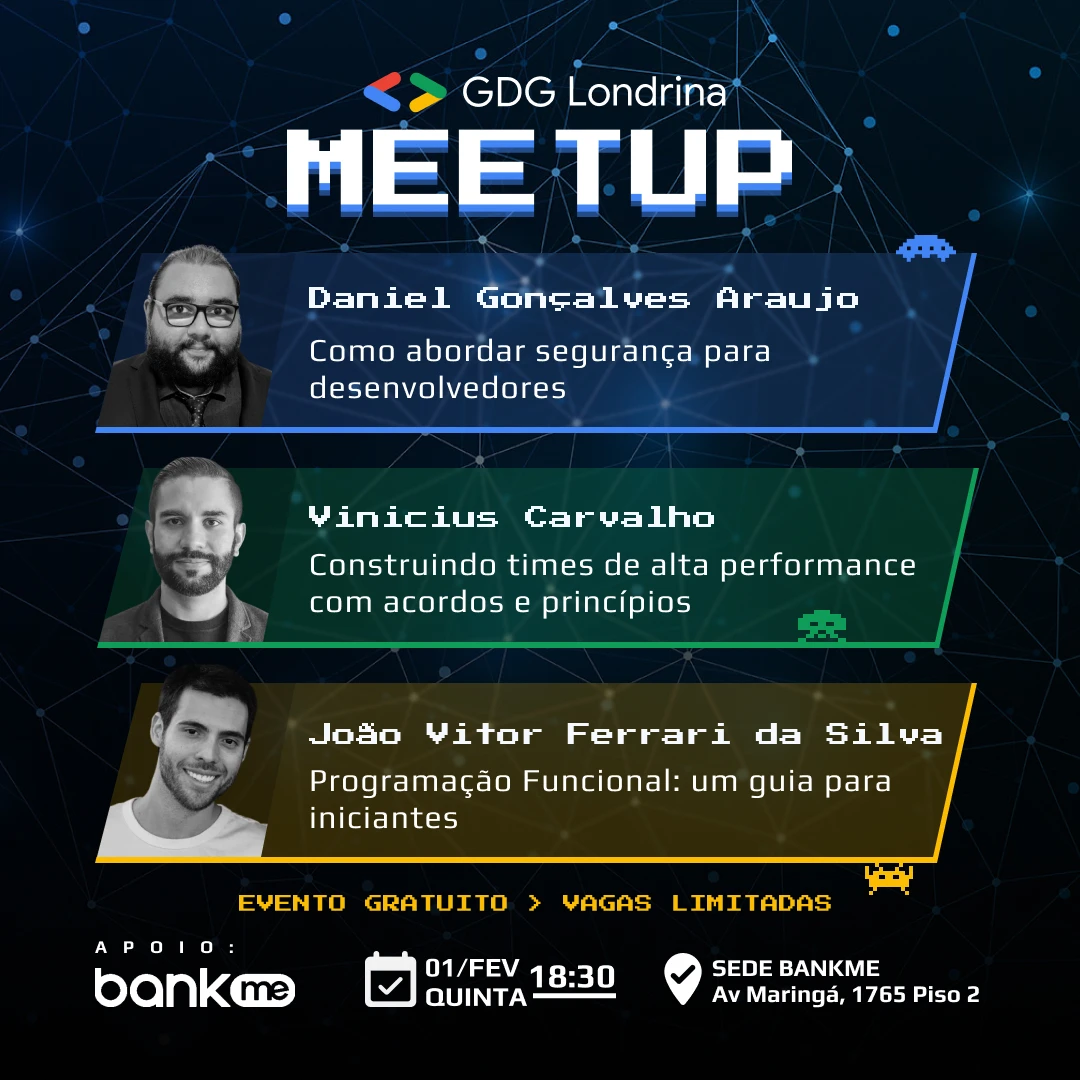 GDG Londrina
MEETUP
Daniel Gonçalves Araujo
Como abordar segurança para
desenvolvedores
Vinicius Carvalho
Construindo times de alta performance
com acordos e princípios
João Vitor Ferrari da Silva
Programação Funcional: um guia para
iniciantes
EVENTO GRATUITO > VAGAS LIMITADAS
APOIO:
bankme
01/FEV
QUINTA
18:30
SEDE BANKME
Av Maringá, 1765 Piso 2